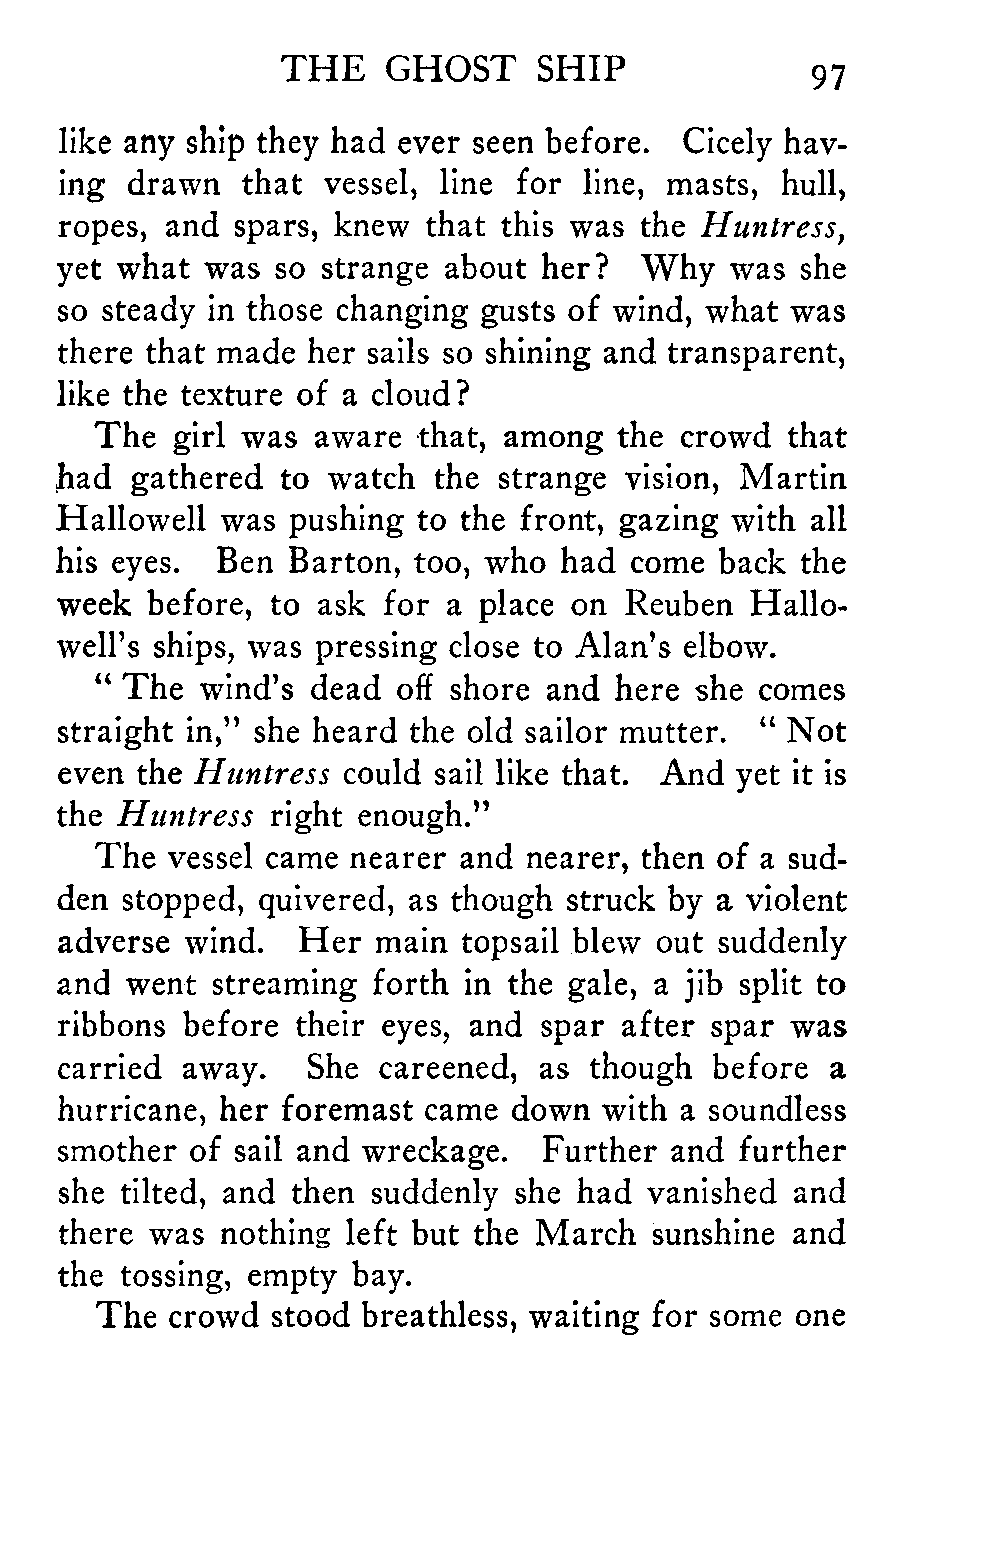 THE GHOST SHIP 97
like any ship they had ever seen before. Cicely hav-
ing drawn that vessel, line for line, masts, hull,
ropes, and spars, knew that this was the Huntress,
yet what was so strange about her? Why was she
so steady in those changing gusts of wind, what was
there that made her sails so shining and transparent,
like the texture of a cloud?
The girl was aware that, among the crowd that
had gathered to watch the strange vision, Martin
Hallowell was pushing to the front, gazing with all
his eyes. Ben Barton, too, who had come back the
week before, to ask for a place on Reuben Hallo-
well's ships, was pressing close to Alan's elbow.
" The wind's dead off shore and here she comes
straight in," she heard the old sailor mutter. " Not
even the Huntress could sail like that. And yet it is
the Huntress right enough."
The vessel came nearer and nearer, then of a sud-
den stopped, quivered, as though struck by a violent
adverse wind. Her main topsail blew out suddenly
and went streaming forth in the gale, a jib split to
ribbons before their eyes, and spar after spar was
carried away. She careened, as though before a
hurricane, her foremast came down with a soundless
smother of sail and wreckage. Further and further
she tilted, and then suddenly she had vanished and
there was nothing left but the March sunshine and
the tossing, empty bay.
The crowd stood breathless, waiting for some one